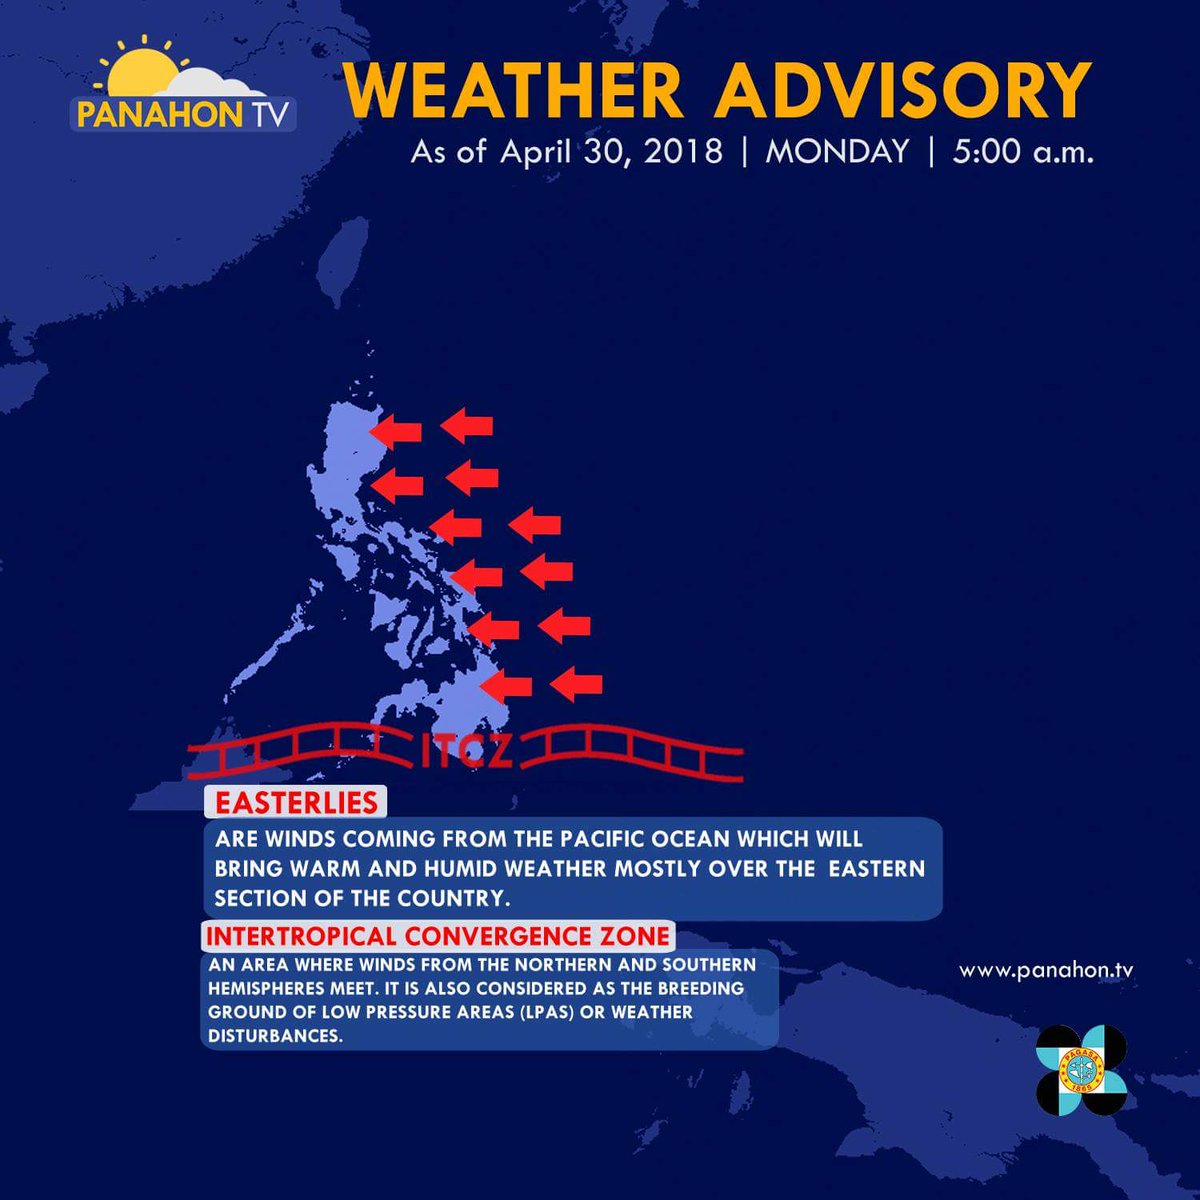 PANAHON TV
WEATHER ADVISORY
As of April 30, 2018 | MONDAY | 5:00 a.m.
ITCZ
EASTERLIES
ARE WINDS COMING FROM THE PACIFIC OCEAN WHICH WILL
BRING WARM AND HUMID WEATHER MOSTLY OVER THE EASTERN
SECTION OF THE COUNTRY.
INTERTROPICAL CONVERGENCE ZONE
AN AREA WHERE WINDS FROM THE NORTHERN AND SOUTHERN
HEMISPHERES MEET. IT IS ALSO CONSIDERED AS THE BREEDING
GROUND OF LOW PRESSURE AREAS (LPAS) OR WEATHER
DISTURBANCES.
www.panahon.tv
PAGASA
1865